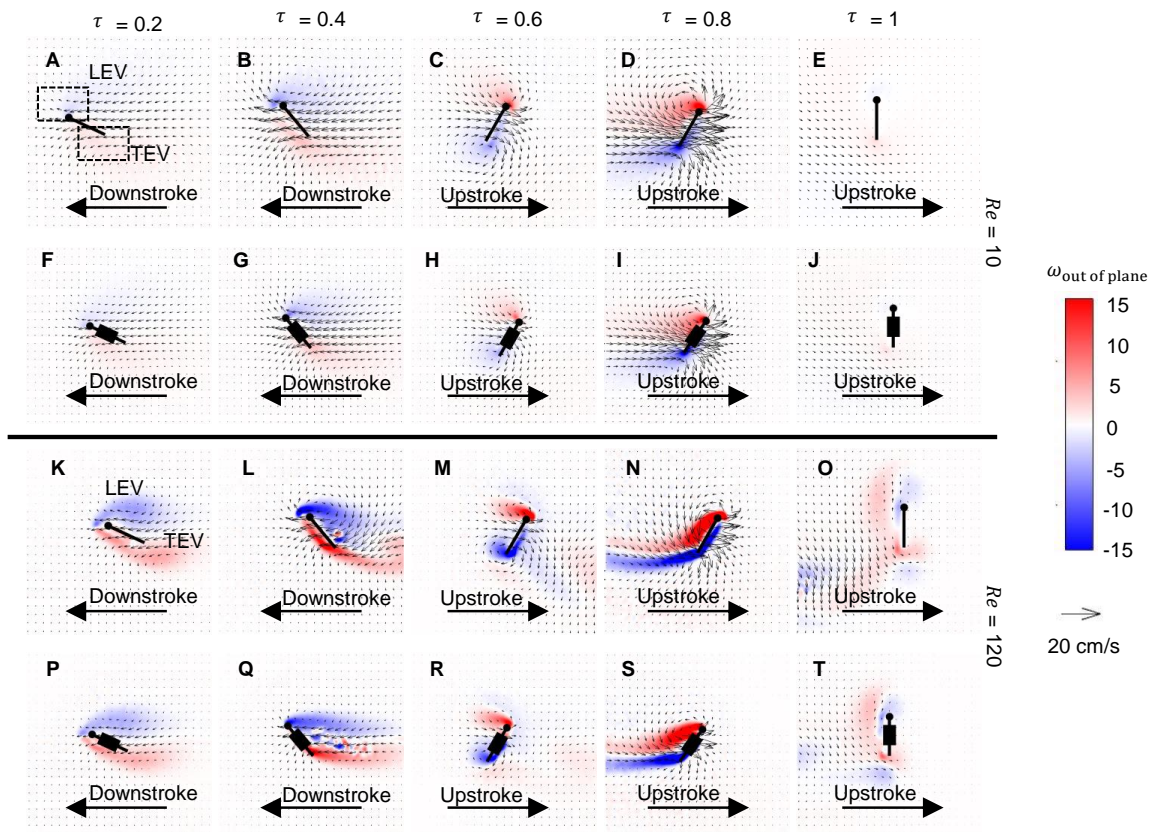 τ = 0.2
τ = 0.4
τ = 0.6
τ = 0.8
τ = 1
A
B
C
D
E
LEV
TEV
Downstroke
Downstroke
Upstroke
Upstroke
Upstroke
Re = 10
F
G
H
I
J
Downstroke
Downstroke
Upstroke
Upstroke
Upstroke
ω out of plane
15
10
5
0
-5
-10
-15
20 cm/s
K
L
M
N
O
LEV
TEV
Downstroke
Downstroke
Upstroke
Upstroke
Upstroke
Re = 120
P
Q
R
S
T
Downstroke
Downstroke
Upstroke
Upstroke
Upstroke